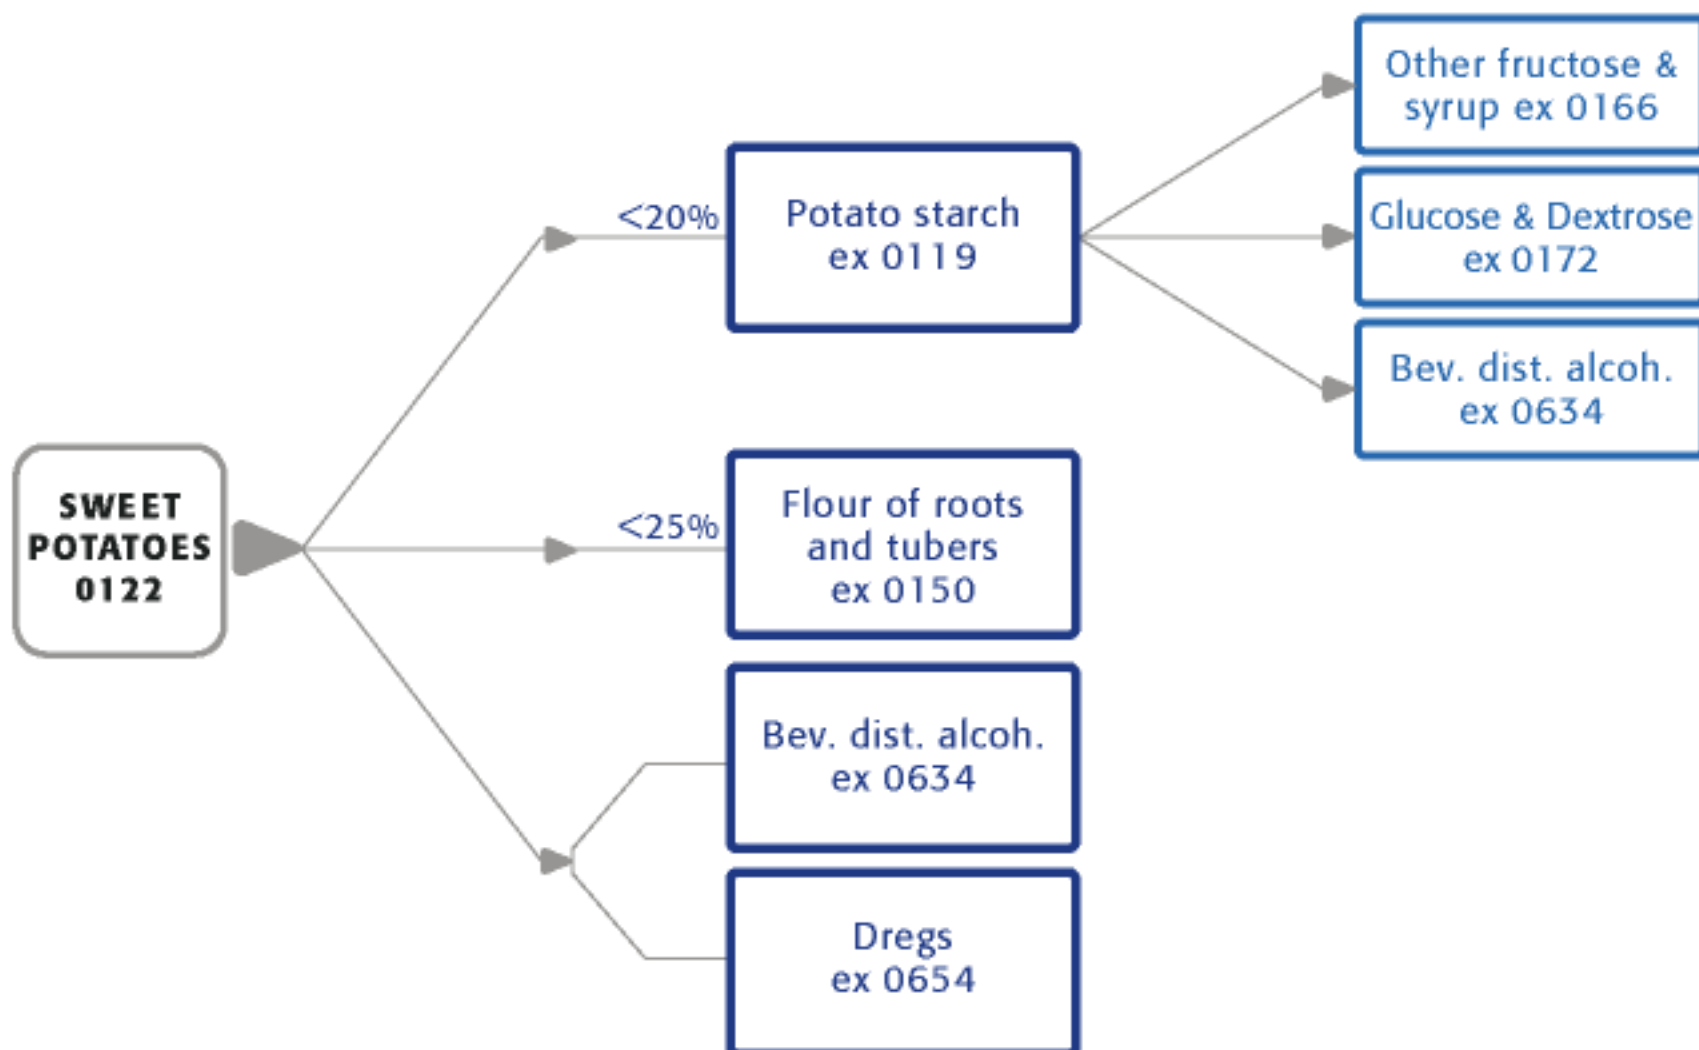 SWEET
POTATOES
0122
<20%
Potato starch
ex 0119
<25%
Flour of roots
and tubers
ex 0150
Bev. dist. alcoh.
ex 0634
Dregs
ex 0654
Other fructose &
syrup ex 0166
Glucose & Dextrose
ex 0172
Bev. dist. alcoh.
ex 0634